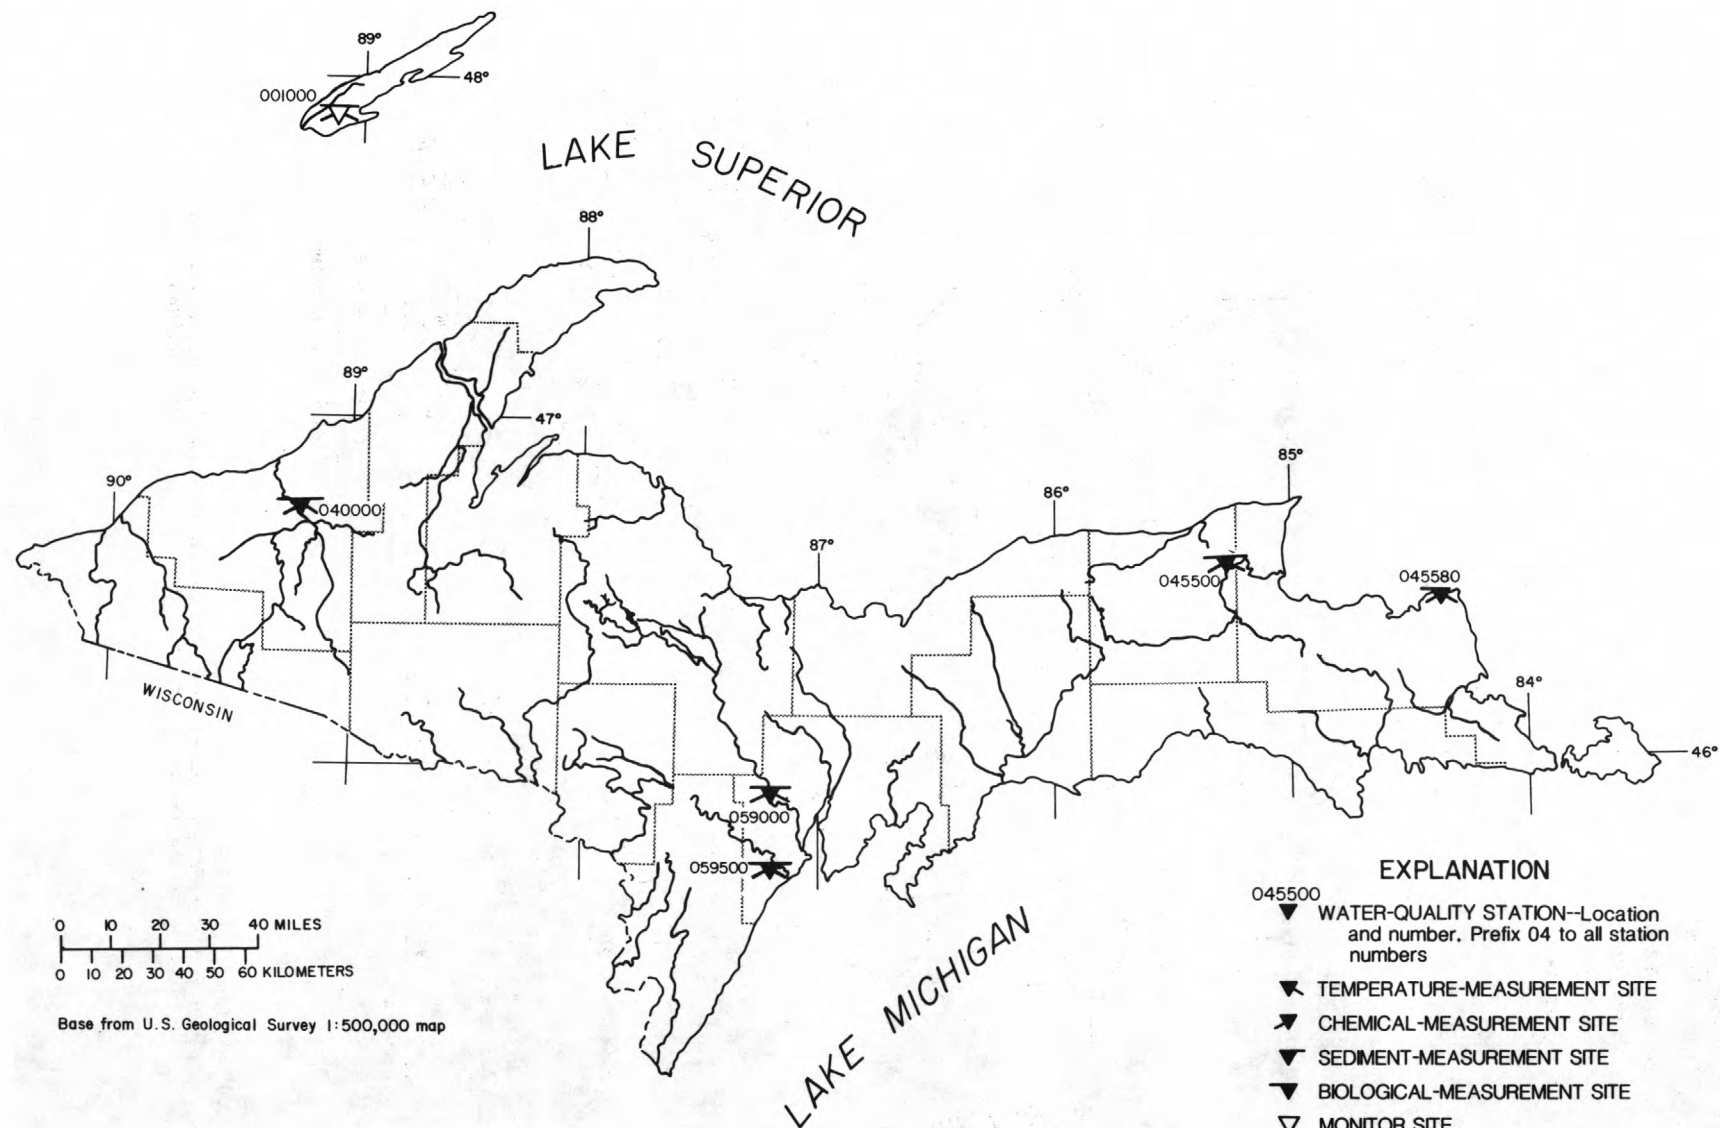 89°
48°
001000
LAKE SUPERIOR
88°
89°
47°
90°
85°
86°
040000
87°
045500
045580
84°
WISCONSIN
46°
059000
059500
0 10 20 30 40 MILES
0 10 20 30 40 50 60 KILOMETERS
Base from U.S. Geological Survey 1:500,000 map
LAKE MICHIGAN
EXPLANATION
045500
WATER-QUALITY STATION--Location
and number. Prefix 04 to all station
numbers
TEMPERATURE-MEASUREMENT SITE
CHEMICAL-MEASUREMENT SITE
SEDIMENT-MEASUREMENT SITE
BIOLOGICAL-MEASUREMENT SITE
MONITOR SITE